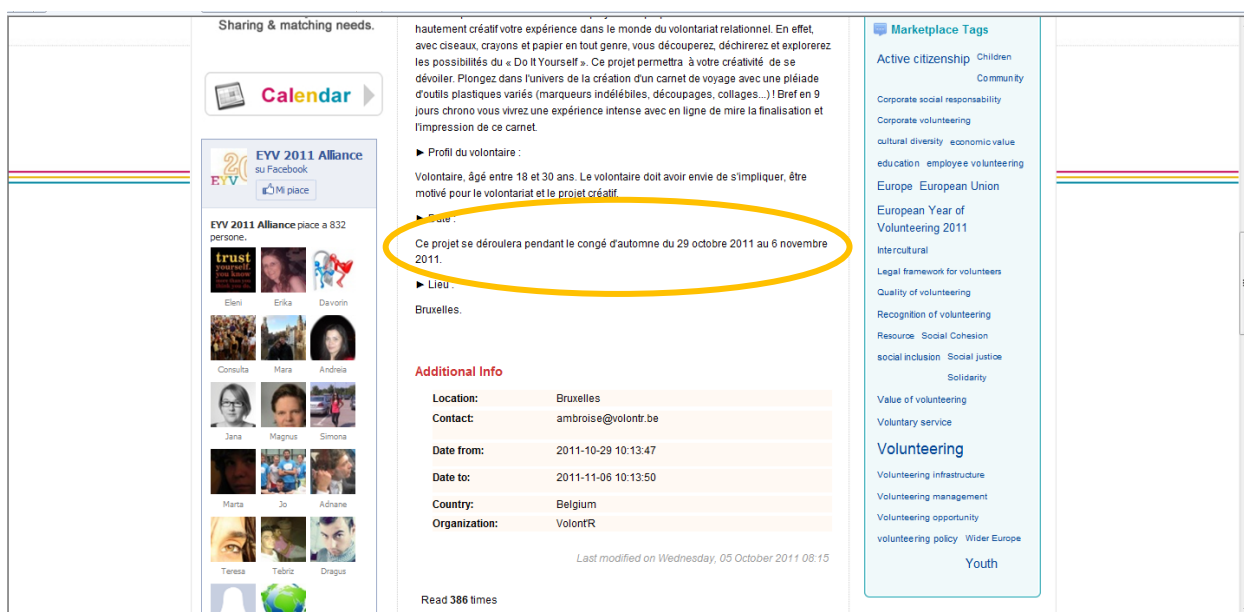 Sharing & matching needs.
Calendar
EYV
EYV 2011 Alliance
su Facebook
Mi piace
EYV 2011 Alliance piace a 832
persone.
trust
yourself.
you know
Eleni Erika Davorin
Consulta Mara Andreia
Jana Magnus Simona
Marta Jo Adnane
Teresa Tebriz Dragus
hautement créatif votre expérience dans le monde du volontariat relationnel. En effet,
avec ciseaux, crayons et papier en tout genre, vous découperez, déchirerez et explorerez
les possibilités du « Do It Yourself ». Ce projet permettra à votre créativité de se
dévoiler. Plongez dans l'univers de la création d'un carnet de voyage avec une pléiade
d'outils plastiques variés (marqueurs indélébiles, découpages, collages...) ! Bref en 9
jours chrono vous vivrez une expérience intense avec en ligne de mire la finalisation et
l'impression de ce carnet.
► Profil du volontaire :
Volontaire, âgé entre 18 et 30 ans. Le volontaire doit avoir envie de s'impliquer, être
motivé pour le volontariat et le projet créatif.
► Date :
Ce projet se déroulera pendant le congé d'automne du 29 octobre 2011 au 6 novembre
2011.
► Lieu :
Bruxelles.
Additional Info
Location: Bruxelles
Contact: ambroise@volontr.be
Date from: 2011-10-29 10:13:47
Date to: 2011-11-06 10:13:50
Country: Belgium
Organization: Volont'R
Last modified on Wednesday, 05 October 2011 08:15
Read 386 times
Marketplace Tags
Active citizenship Children
Community
Corporate social responsability
Corporate volunteering
cultural diversity economic value
education employee volunteering
Europe European Union
European Year of
Volunteering 2011
Intercultural
Legal framework for volunteers
Quality of volunteering
Recognition of volunteering
Resource Social Cohesion
social inclusion Social justice
Solidarity
Value of volunteering
Voluntary service
Volunteering
Volunteering infrastructure
Volunteering management
Volunteering opportunity
volunteering policy Wider Europe
Youth